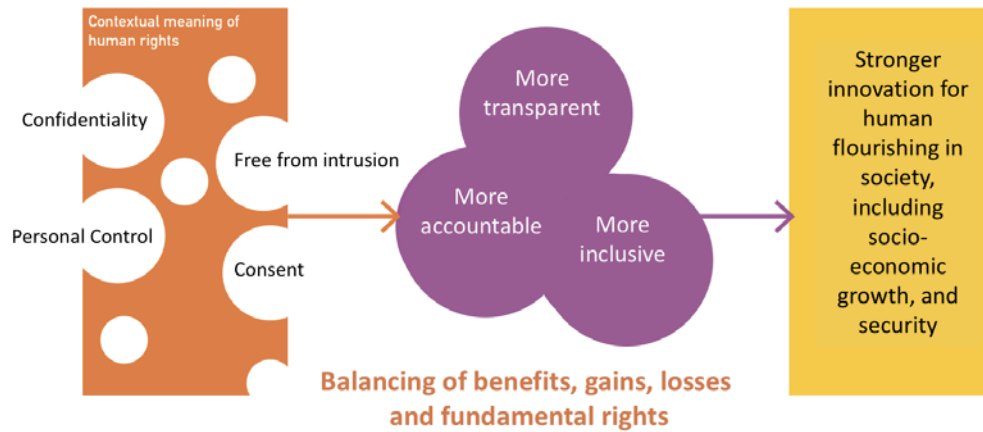 Contextual meaning of
human rights
Confidentiality
Free from intrusion
Personal Control
Consent
More
transparent
More
accountable
More
inclusive
Balancing of benefits, gains, losses
and fundamental rights
Stronger
innovation for
human
flourishing in
society,
including
socio-
economic
growth, and
security